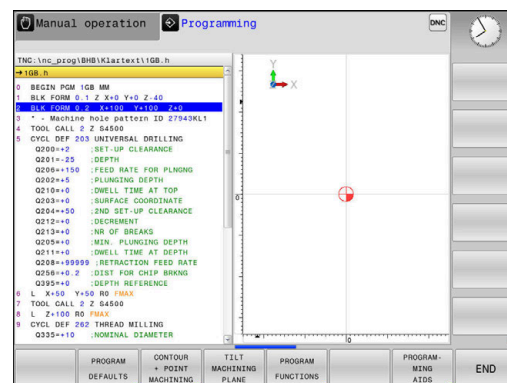 Manual operation
Programming
DNC
TNC:\nc_prog\BHB\Klartext\1GB.h
→1GB.h
0 BEGIN PGM 1GB MM
1 BLK FORM 0.1 Z X+0 Y+0 Z-40
2 BLK FORM 0.2 X+100 Y+100 Z+0
3 * - Machine hole pattern ID 27943KL1
4 TOOL CALL 2 Z S4500
5 CYCL DEF 203 UNIVERSAL DRILLING
Q200=+2 ;SET-UP CLEARANCE
Q201=-25 ;DEPTH
Q206=+150 ;FEED RATE FOR PLNGNG
Q202=+5 ;PLUNGING DEPTH
Q210=+0 ;DWELL TIME AT TOP
Q203=+0 ;SURFACE COORDINATE
Q204=+50 ;2ND SET-UP CLEARANCE
Q212=+0 ;DECREMENT
Q213=+0 ;NR OF BREAKS
Q205=+0 ;MIN. PLUNGING DEPTH
Q211=+0 ;DWELL TIME AT DEPTH
Q208=+99999 ;RETRACTION FEED RATE
Q256=+0.2 ;DIST FOR CHIP BRKNG
Q395=+0 ;DEPTH REFERENCE
6 L X+50 Y+50 R0 FMAX
7 TOOL CALL 2 Z S4500
8 L Z+100 R0 FMAX
9 CYCL DEF 262 THREAD MILLING
Q335=+10 ;NOMINAL DIAMETER
Y
X
0
0
PROGRAM DEFAULTS
CONTOUR + POINT MACHINING
TILT MACHINING PLANE
PROGRAM FUNCTIONS
PROGRAM- MING AIDS
END